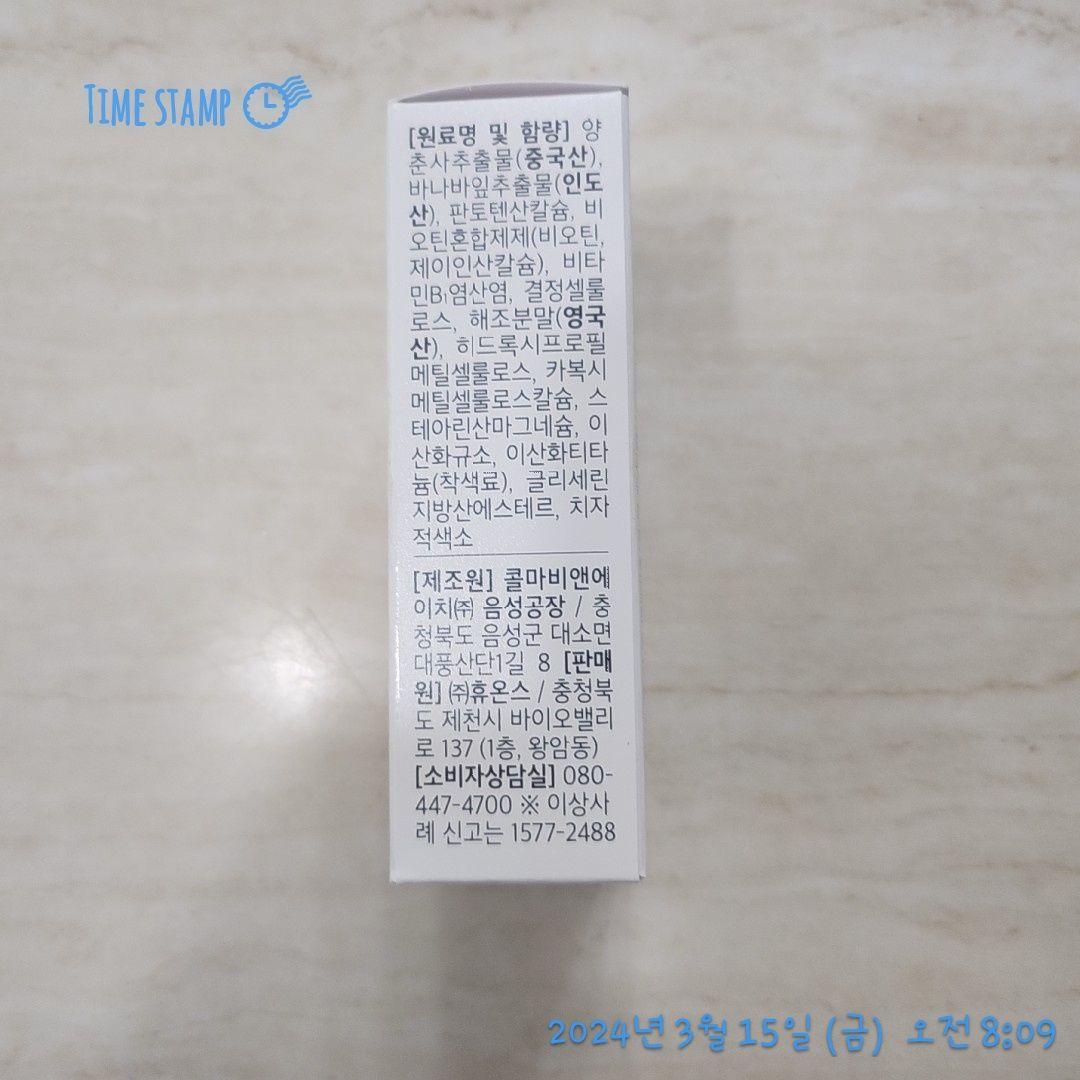 TIME STAMP
[원료명 및 함량] 양
춘사추출물(중국산),
바나바잎추출물(인도
산), 판토텐산칼슘, 비
오틴혼합제제(비오틴,
제이인산칼슘), 비타
민B₁염산염, 결정셀룰
로스, 해조분말(영국
산), 히드록시프로필
메틸셀룰로스, 카복시
메틸셀룰로스칼슘, 스
테아린산마그네슘, 이
산화규소, 이산화티타
늄(착색료), 글리세린
지방산에스테르, 치자
적색소
[제조원] 콜마비앤에
이치㈜ 음성공장 / 충
청북도 음성군 대소면
대풍산단1길 8 [판매
원] ㈜휴온스 / 충청북
도 제천시 바이오밸리
로 137 (1층, 왕암동)
[소비자상담실] 080-
447-4700 ※ 이상사
례 신고는 1577-2488
2024년 3월 15일 (금) 오전 8:09